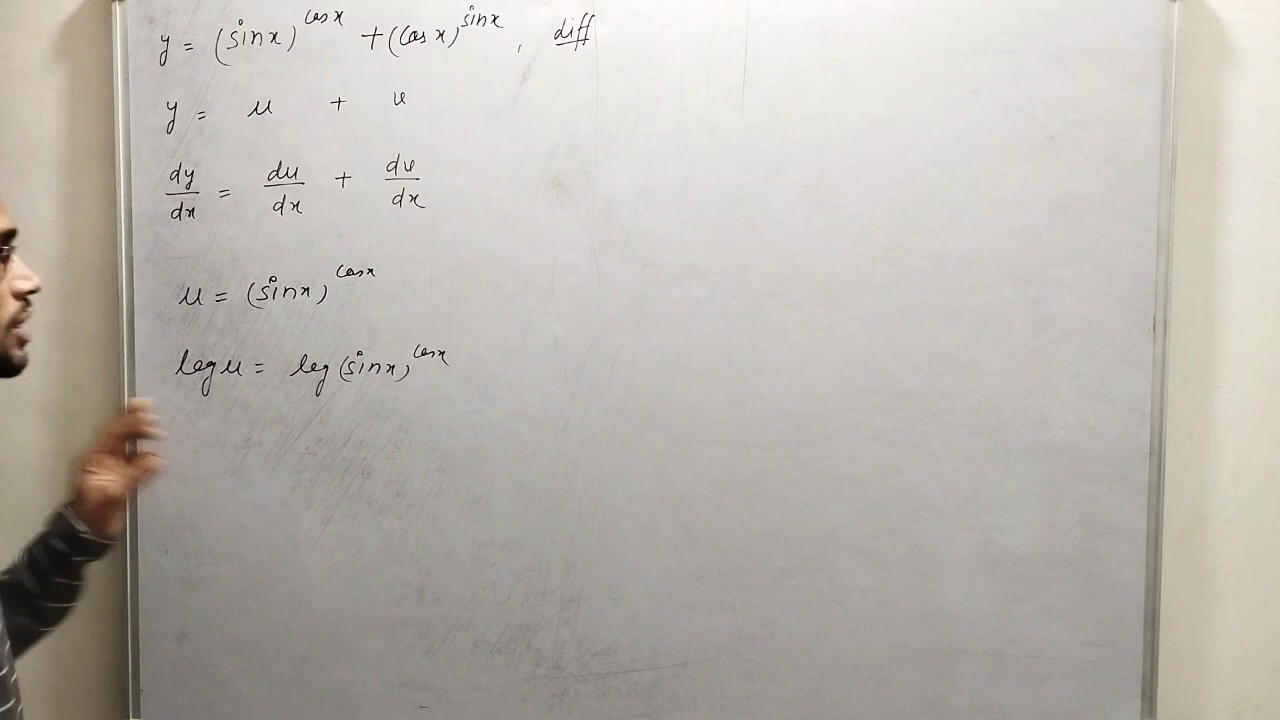 y = (sinx)^cosx + (cosx)^sinx , diff
y = u + v
dy/dx = du/dx + dv/dx
u = (sinx)^cosx
logu = log(sinx)^cosx